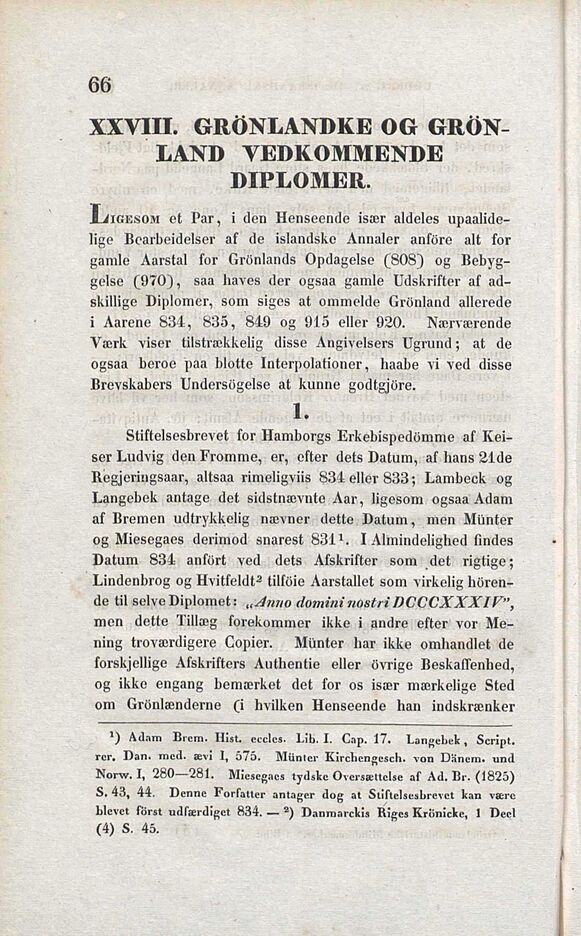 66
XXVIII. GRÖNLANDKE OG GRÖN-
LAND VEDKOMMENDE
DIPLOMER.
LIGESOM et Par, i den Henseende især aldeles upaalide-
lige Bearbeidelser af de islandske Annaler anföre alt for
gamle Aarstal for Grönlands Opdagelse (808) og Bebyg-
gelse (970), saa haves der ogsaa gamle Udskrifter af ad-
skillige Diplomer, som siges at ommelde Grönland allerede
i Aarene 834, 835, 849 og 915 eller 920. Nærværende
Værk viser tilstrækkelig disse Angivelsers Ugrund; at de
ogsaa beroe paa blotte Interpolationer, haabe vi ved disse
Brevskabers Undersögelse at kunne godtgjöre.
1.
Stiftelsesbrevet for Hamborgs Erkebispedömme af Kei-
ser Ludvig den Fromme, er, efter dets Datum, af hans 21de
Regjeringsaar, altsaa rimeligviis 834 eller 833; Lambeck og
Langebek antage det sidstnævnte Aar, ligesom ogsaa Adam
af Bremen udtrykkelig nævner dette Datum, men Münter
og Miesegaes derimod snarest 831¹. I Almindelighed findes
Datum 834 anfört ved dets Afskrifter som det rigtige;
Lindenbrog og Hvitfeldt² tilföie Aarstallet som virkelig hören-
de til selve Diplomet: „Anno domini nostri DCCCXXXIV”,
men dette Tillæg forekommer ikke i andre efter vor Me-
ning troværdigere Copier. Münter har ikke omhandlet de
forskjellige Afskrifters Authentie eller övrige Beskaffenhed,
og ikke engang bemærket det for os især mærkelige Sted
om Grönlænderne (i hvilken Henseende han indskrænker
¹) Adam Brem. Hist. eccles. Lib. I. Cap. 17. Langebek, Script.
rer. Dan. med. ævi I, 575. Münter Kirchengesch. von Dänem. und
Norw. I, 280—281. Miesegaes tydske Oversættelse af Ad. Br. (1825)
S. 43, 44. Denne Forfatter antager dog at Stiftelsesbrevet kan være
blevet först udfærdiget 834. — ²) Danmarckis Riges Krönicke, 1 Deel
(4) S. 45.